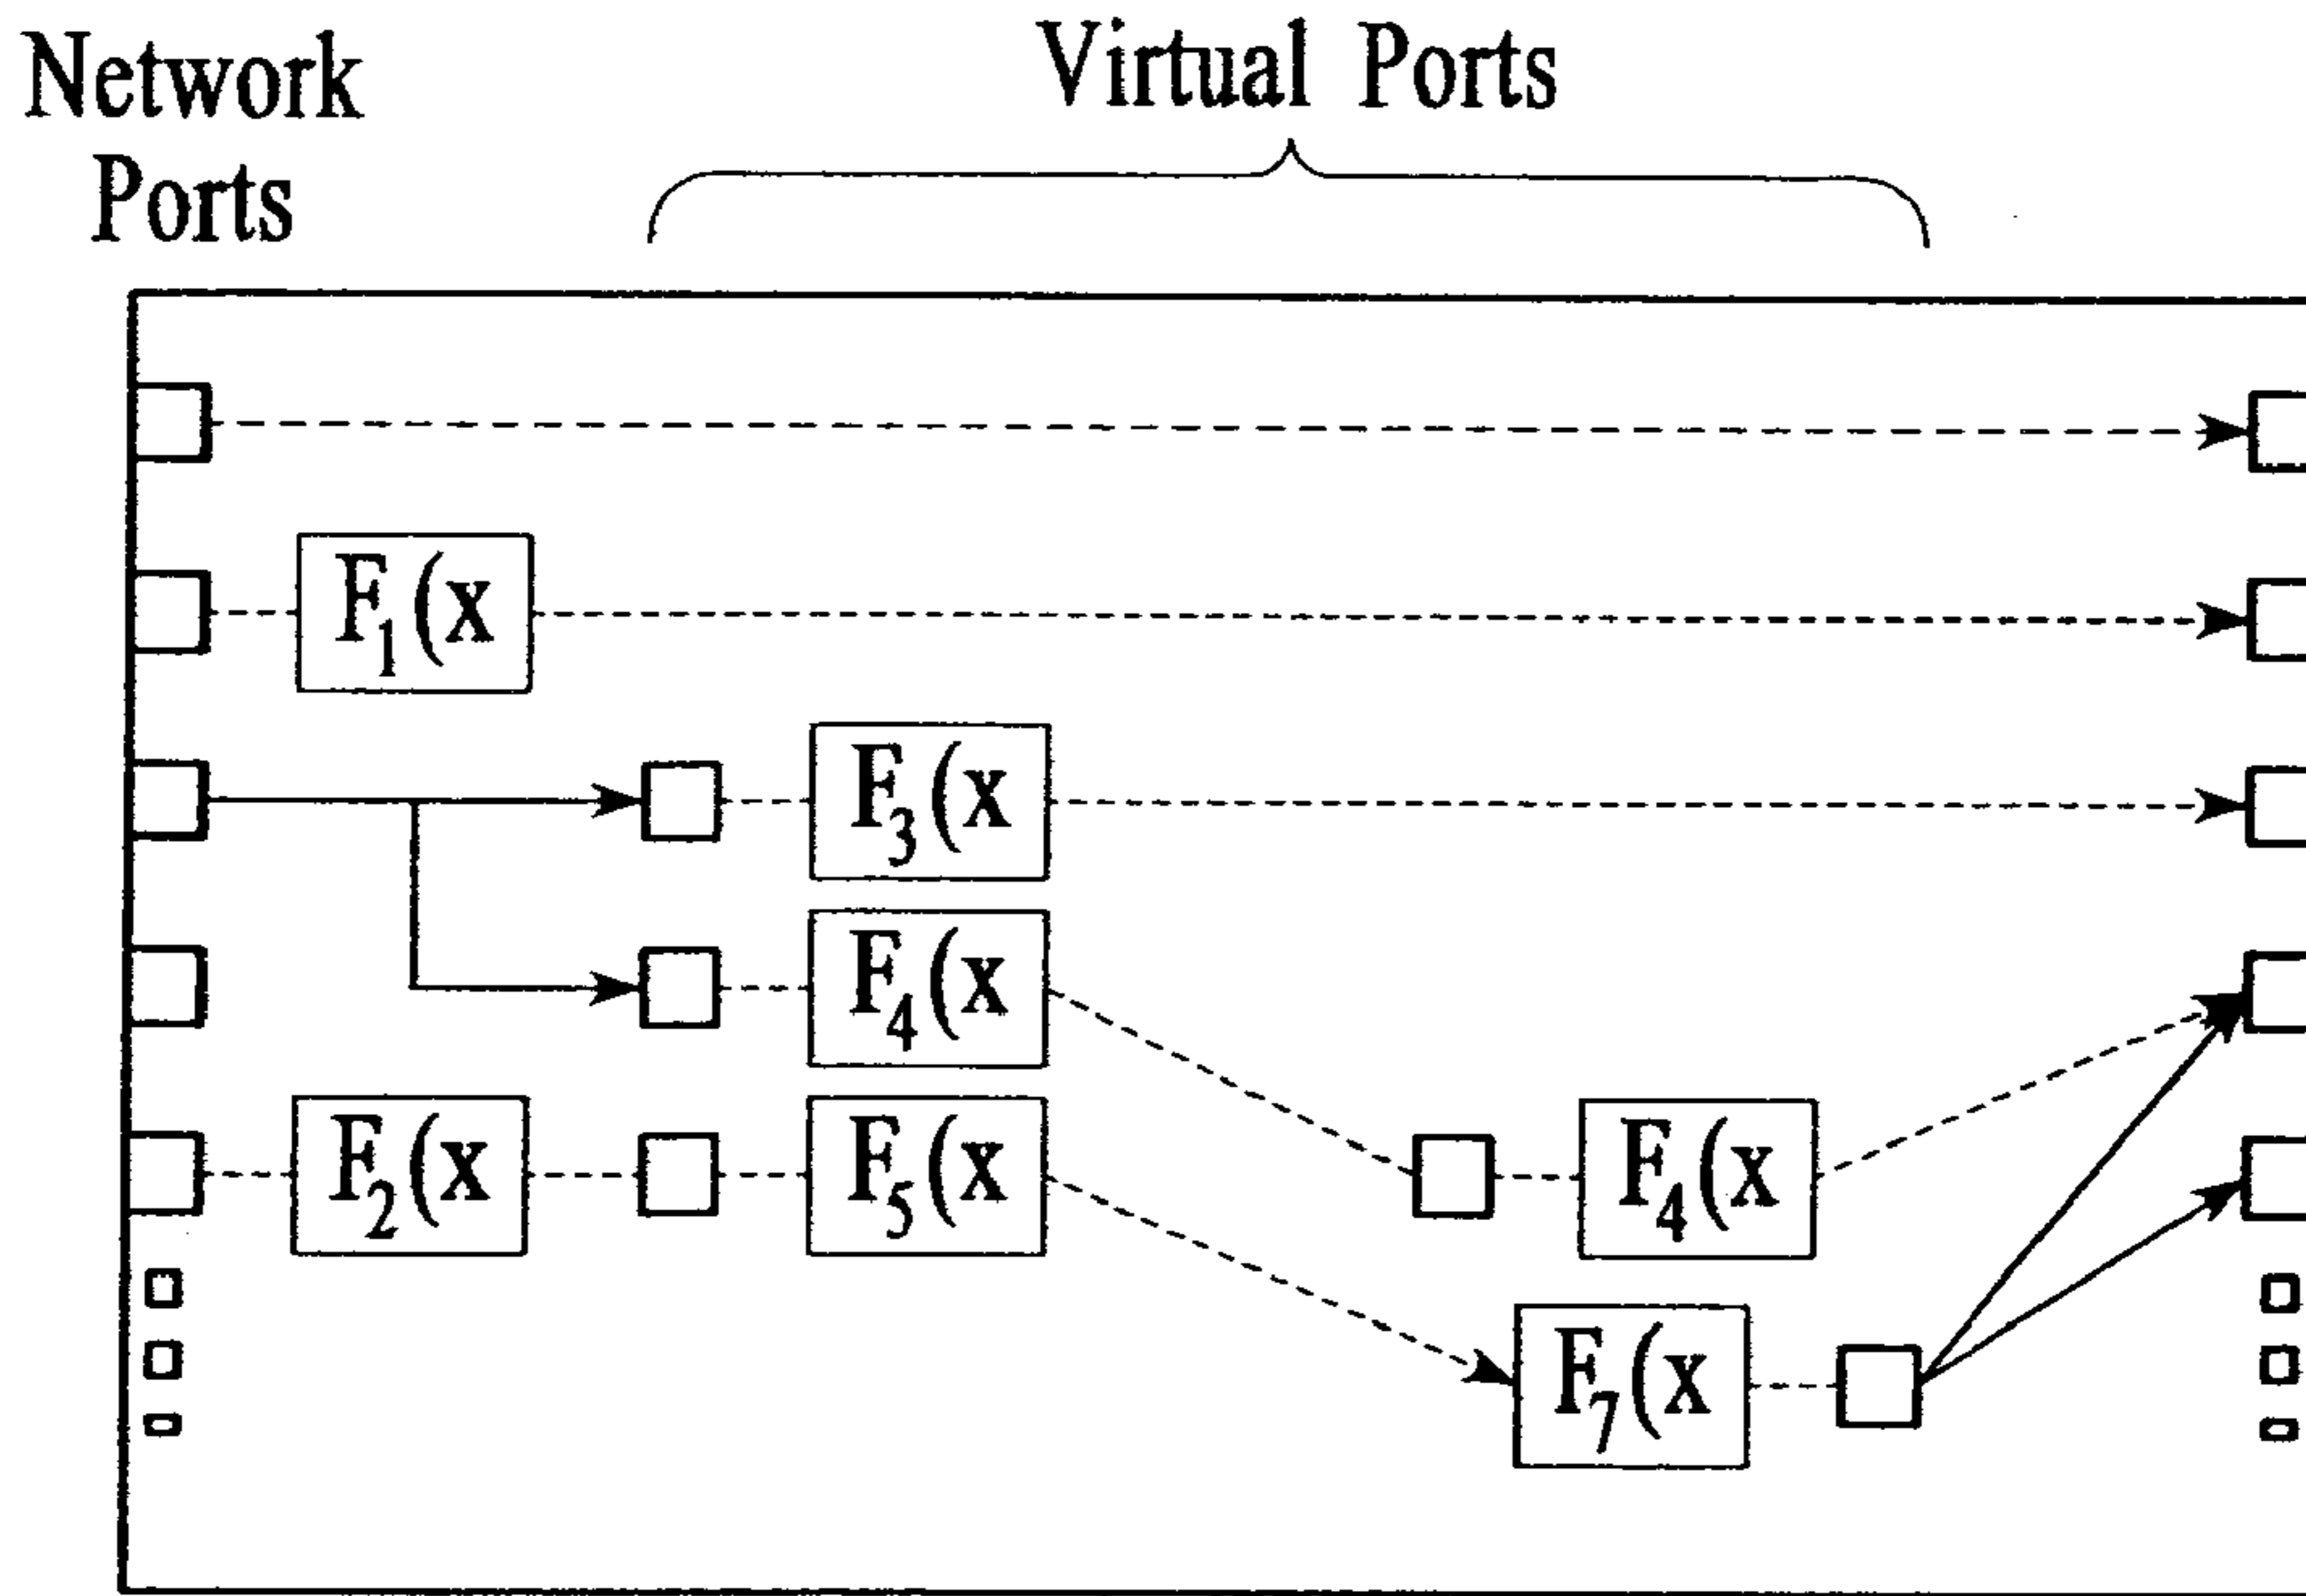 Network
Ports
Virtual Ports
F₁(x
F₃(x
F₄(x
F₂(x
F₅(x
F₄(x
F₇(x